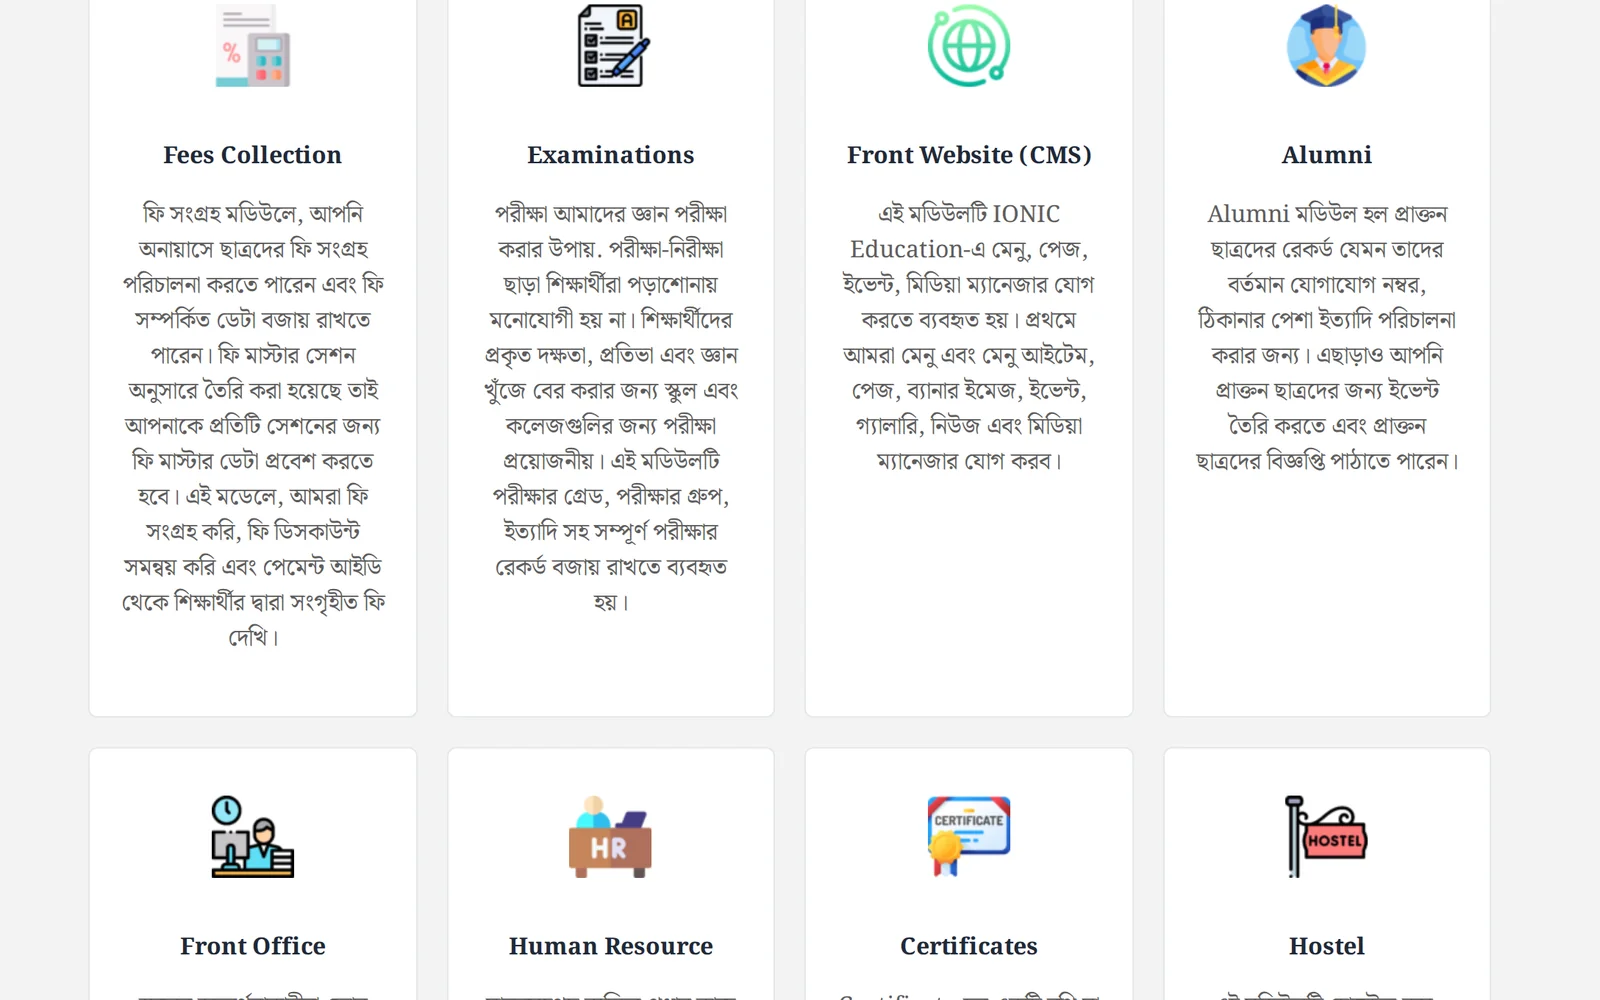 Fees Collection
ফি সংগ্রহ মডিউলে, আপনি
অনায়াসে ছাত্রদের ফি সংগ্রহ
পরিচালনা করতে পারেন এবং ফি
সম্পর্কিত ডেটা বজায় রাখতে
পারেন। ফি মাস্টার সেশন
অনুসারে তৈরি করা হয়েছে তাই
আপনাকে প্রতিটি সেশনের জন্য
ফি মাস্টার ডেটা প্রবেশ করতে
হবে। এই মডেলে, আমরা ফি
সংগ্রহ করি, ফি ডিসকাউন্ট
সমন্বয় করি এবং পেমেন্ট আইডি
থেকে শিক্ষার্থীর দ্বারা সংগৃহীত ফি
দেখি।
Examinations
পরীক্ষা আমাদের জ্ঞান পরীক্ষা
করার উপায়. পরীক্ষা-নিরীক্ষা
ছাড়া শিক্ষার্থীরা পড়াশোনায়
মনোযোগী হয় না। শিক্ষার্থীদের
প্রকৃত দক্ষতা, প্রতিভা এবং জ্ঞান
খুঁজে বের করার জন্য স্কুল এবং
কলেজগুলির জন্য পরীক্ষা
প্রয়োজনীয়। এই মডিউলটি
পরীক্ষার গ্রেড, পরীক্ষার গ্রুপ,
ইত্যাদি সহ সম্পূর্ণ পরীক্ষার
রেকর্ড বজায় রাখতে ব্যবহৃত
হয়।
Front Website (CMS)
এই মডিউলটি IONIC
Education-এ মেনু, পেজ,
ইভেন্ট, মিডিয়া ম্যানেজার যোগ
করতে ব্যবহৃত হয়। প্রথমে
আমরা মেনু এবং মেনু আইটেম,
পেজ, ব্যানার ইমেজ, ইভেন্ট,
গ্যালারি, নিউজ এবং মিডিয়া
ম্যানেজার যোগ করব।
Alumni
Alumni মডিউল হল প্রাক্তন
ছাত্রদের রেকর্ড যেমন তাদের
বর্তমান যোগাযোগ নম্বর,
ঠিকানার পেশা ইত্যাদি পরিচালনা
করার জন্য। এছাড়াও আপনি
প্রাক্তন ছাত্রদের জন্য ইভেন্ট
তৈরি করতে এবং প্রাক্তন
ছাত্রদের বিজ্ঞপ্তি পাঠাতে পারেন।
Front Office
HR
Human Resource
CERTIFICATE
Certificates
HOSTEL
Hostel